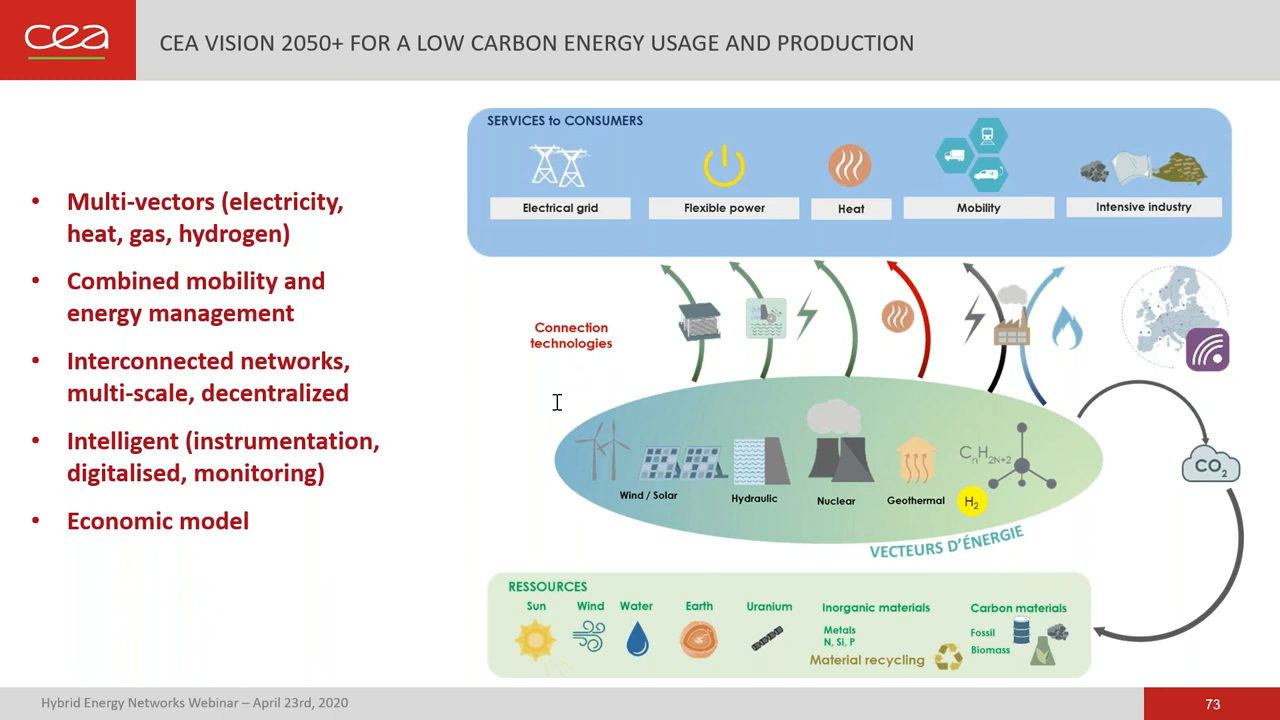 cea
CEA VISION 2050+ FOR A LOW CARBON ENERGY USAGE AND PRODUCTION
• Multi-vectors (electricity,
heat, gas, hydrogen)
• Combined mobility and
energy management
• Interconnected networks,
multi-scale, decentralized
• Intelligent (instrumentation,
digitalised, monitoring)
• Economic model
SERVICES to CONSUMERS
Electrical grid
Flexible power
Heat
Mobility
Intensive industry
Connection
technologies
CnH2N+2
Wind / Solar
Hydraulic
Nuclear
Geothermal
H2
VECTEURS D'ÉNERGIE
CO2
RESSOURCES
Sun
Wind
Water
Earth
Uranium
Inorganic materials
Metals
N, Si, P
Material recycling
Carbon materials
Fossil
Biomass
Hybrid Energy Networks Webinar – April 23rd, 2020
73